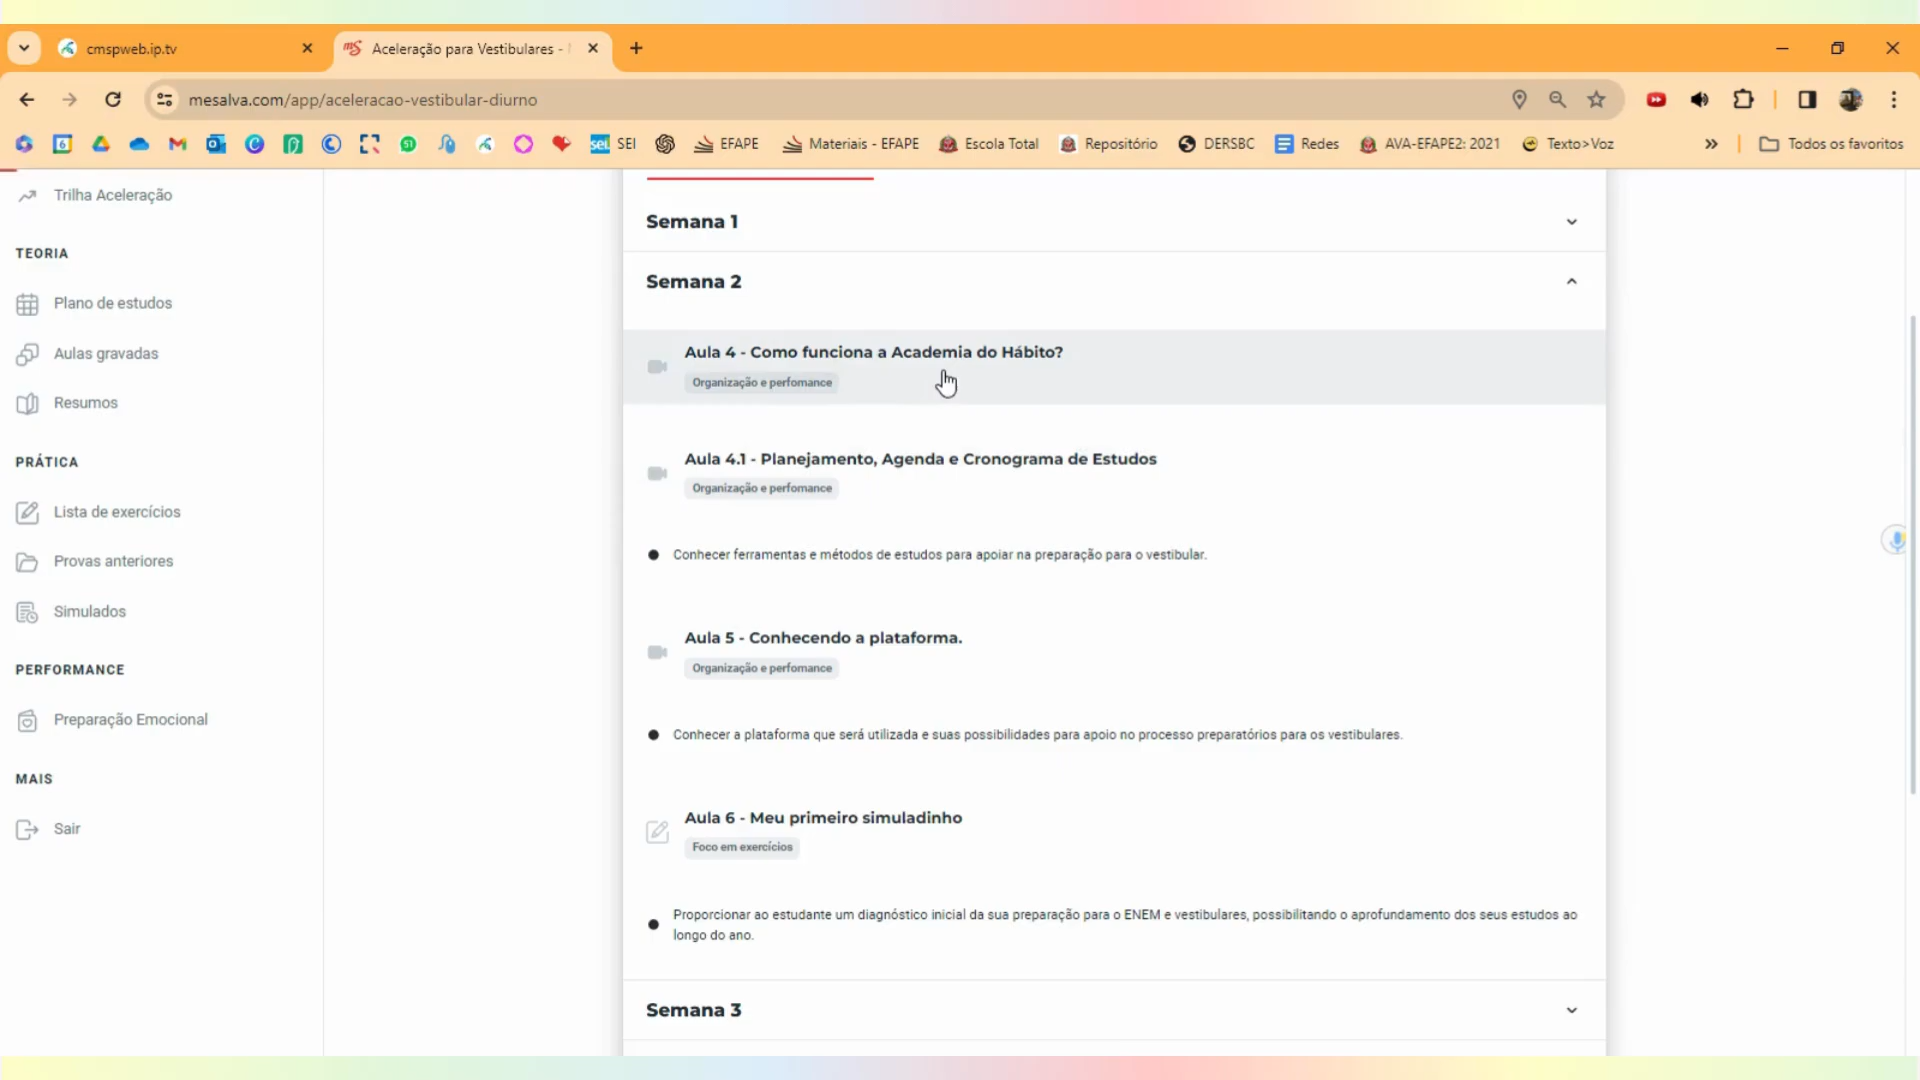 cmspweb.ip.tv
Aceleração para Vestibulares -
mesalva.com/app/aceleracao-vestibular-diurno
SEI
EFAPE
Materiais - EFAPE
Escola Total
Repositório
DERSBC
Redes
AVA-EFAPE2: 2021
Texto>Voz
»
Todos os favoritos
Trilha Aceleração
TEORIA
Plano de estudos
Aulas gravadas
Resumos
PRÁTICA
Lista de exercícios
Provas anteriores
Simulados
PERFORMANCE
Preparação Emocional
MAIS
Sair
Semana 1
Semana 2
Aula 4 - Como funciona a Academia do Hábito?
Organização e perfomance
Aula 4.1 - Planejamento, Agenda e Cronograma de Estudos
Organização e perfomance
Conhecer ferramentas e métodos de estudos para apoiar na preparação para o vestibular.
Aula 5 - Conhecendo a plataforma.
Organização e perfomance
Conhecer a plataforma que será utilizada e suas possibilidades para apoio no processo preparatórios para os vestibulares.
Aula 6 - Meu primeiro simuladinho
Foco em exercícios
Proporcionar ao estudante um diagnóstico inicial da sua preparação para o ENEM e vestibulares, possibilitando o aprofundamento dos seus estudos ao
longo do ano.
Semana 3